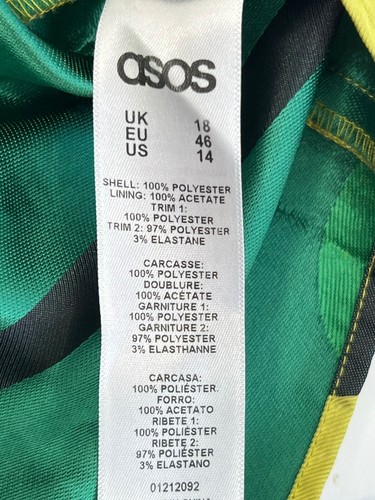 asos
UK 18
EU 46
US 14
SHELL: 100% POLYESTER
LINING: 100% ACETATE
TRIM 1:
100% POLYESTER
TRIM 2: 97% POLYESTER
3% ELASTANE
CARCASSE:
100% POLYESTER
DOUBLURE:
100% ACÉTATE
GARNITURE 1:
100% POLYESTER
GARNITURE 2:
97% POLYESTER
3% ELASTHANNE
CARCASA:
100% POLIÉSTER
FORRO:
100% ACETATO
RIBETE 1:
100% POLIÉSTER
RIBETE 2:
97% POLIÉSTER
3% ELASTANO
01212092